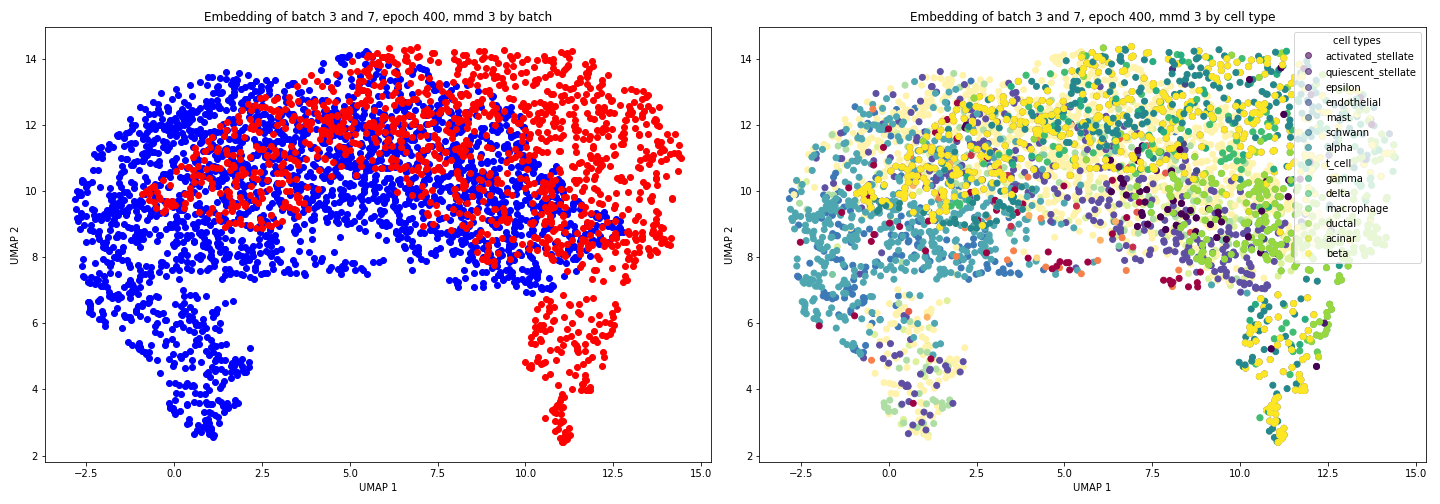 Embedding of batch 3 and 7, epoch 400, mmd 3 by batch
14
12
10
8
6
4
2
UMAP 2
−2.5
0.0
2.5
5.0
7.5
10.0
12.5
15.0
UMAP 1
Embedding of batch 3 and 7, epoch 400, mmd 3 by cell type
14
12
10
8
6
4
2
UMAP 2
−2.5
0.0
2.5
5.0
7.5
10.0
12.5
15.0
UMAP 1
cell types
activated_stellate
quiescent_stellate
epsilon
endothelial
mast
schwann
alpha
t_cell
gamma
delta
macrophage
ductal
acinar
beta